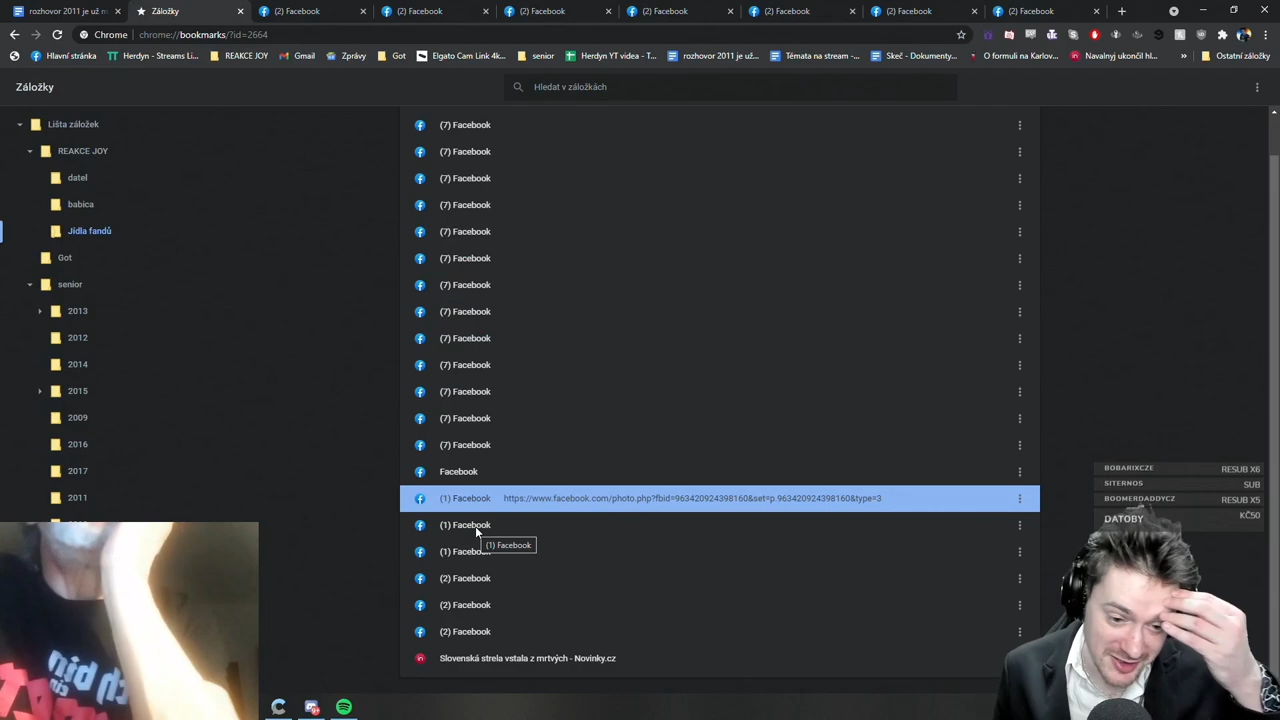 rozhovor 2011 je už m
Záložky
(2) Facebook
(2) Facebook
(2) Facebook
(2) Facebook
(2) Facebook
(2) Facebook
(2) Facebook
Chrome
chrome://bookmarks/?id=2664
Hlavní stránka
Herdyn - Streams Li...
REAKCE JOY
Gmail
Zprávy
Got
Elgato Cam Link 4k...
senior
Herdyn YT videa - T...
rozhovor 2011 je už...
Témata na stream -...
Skeč - Dokumenty...
O formuli na Karlov...
Navalnyj ukončil hl...
Ostatní záložky
Záložky
Hledat v záložkách
Lišta záložek
REAKCE JOY
datel
babica
Jídla fandů
Got
senior
2013
2012
2014
2015
2009
2016
2017
2011
(7) Facebook
(7) Facebook
(7) Facebook
(7) Facebook
(7) Facebook
(7) Facebook
(7) Facebook
(7) Facebook
(7) Facebook
(7) Facebook
(7) Facebook
(7) Facebook
(7) Facebook
Facebook
(1) Facebook https://www.facebook.com/photo.php?fbid=963420924398160&set=p.963420924398160&type=3
(1) Facebook
(1) Facebook
(1) Facebook
(2) Facebook
(2) Facebook
(2) Facebook
Slovenská strela vstala z mrtvých - Novinky.cz
BOBARIXCZE RESUB X6
SITERNOS SUB
BOOMERDADDYCZ RESUB X5
DATOBY KČ50